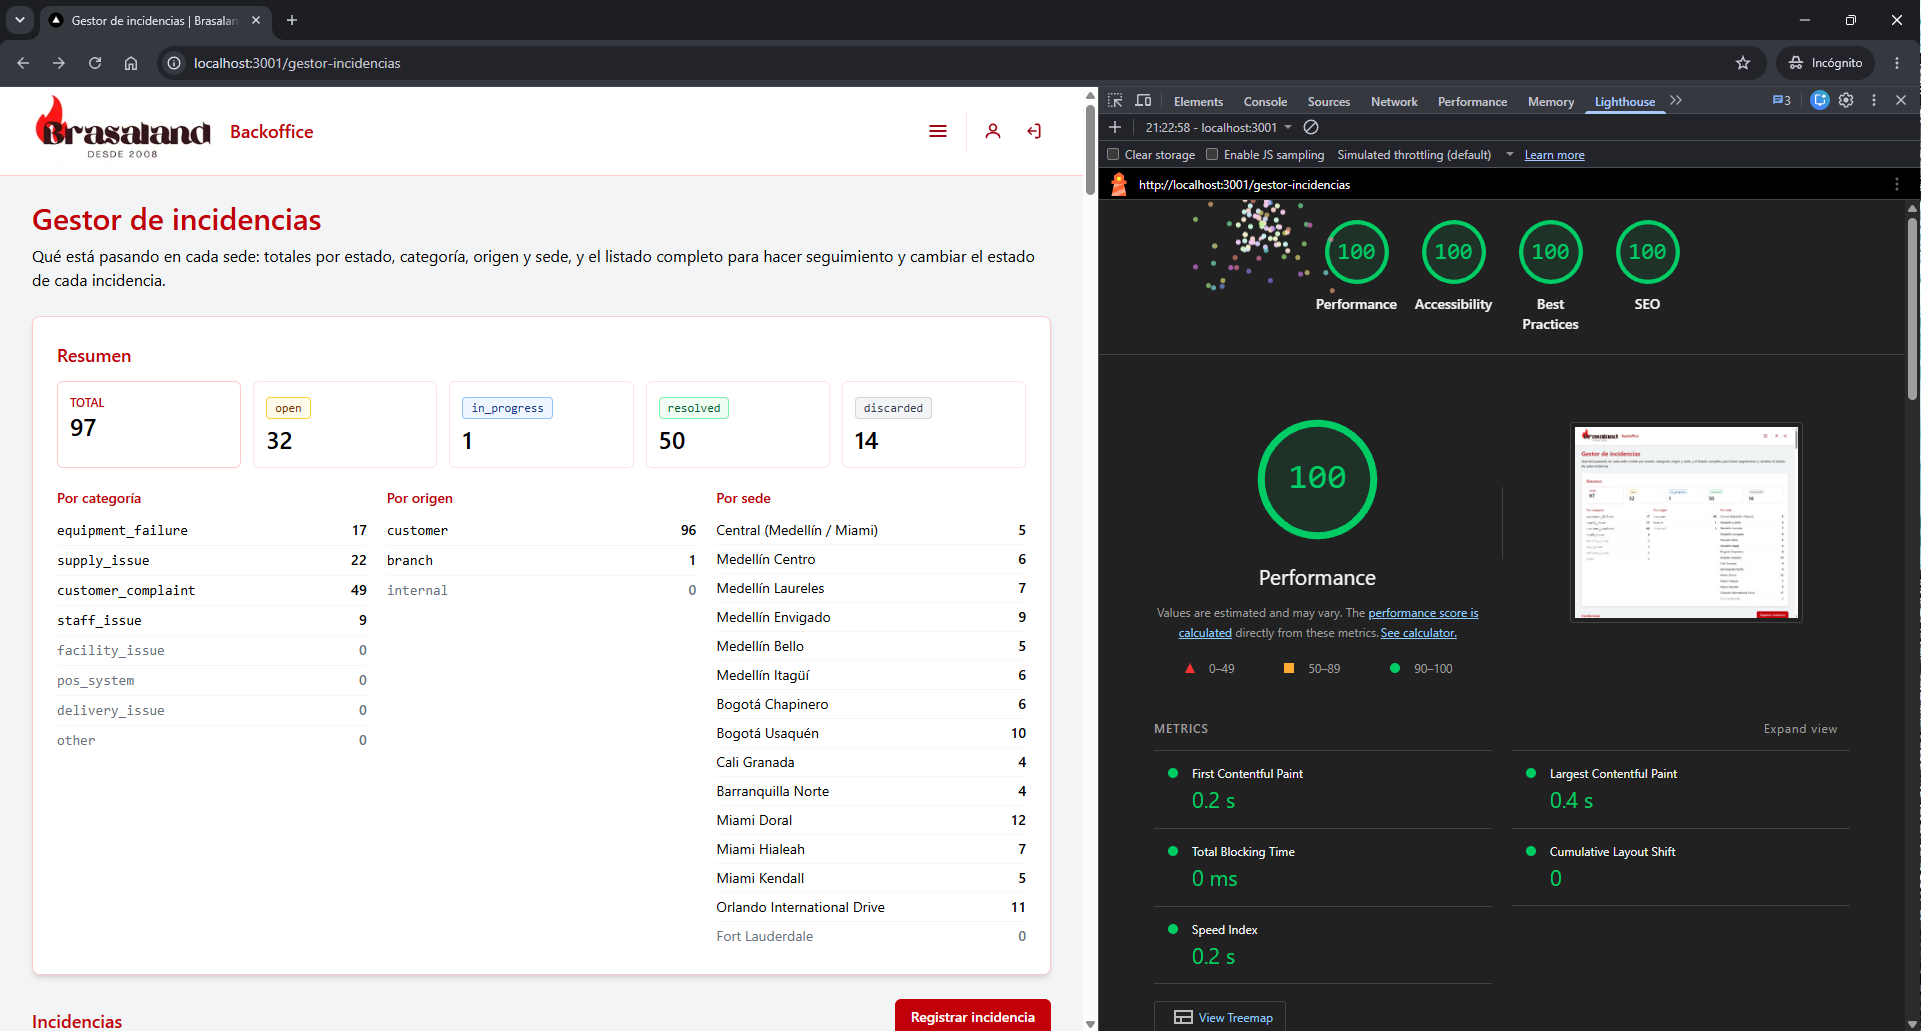 Gestor de incidencias | Brasalan
localhost:3001/gestor-incidencias
Incógnito
Brasaland
DESDE 2008
Backoffice
Gestor de incidencias
Qué está pasando en cada sede: totales por estado, categoría, origen y sede, y el listado completo para hacer seguimiento y cambiar el estado
de cada incidencia.
Resumen
TOTAL
97
open
32
in_progress
1
resolved
50
discarded
14
Por categoría
equipment_failure 17
supply_issue 22
customer_complaint 49
staff_issue 9
facility_issue 0
pos_system 0
delivery_issue 0
other 0
Por origen
customer 96
branch 1
internal 0
Por sede
Central (Medellín / Miami) 5
Medellín Centro 6
Medellín Laureles 7
Medellín Envigado 9
Medellín Bello 5
Medellín Itagüí 6
Bogotá Chapinero 6
Bogotá Usaquén 10
Cali Granada 4
Barranquilla Norte 4
Miami Doral 12
Miami Hialeah 7
Miami Kendall 5
Orlando International Drive 11
Fort Lauderdale 0
Incidencias
Registrar incidencia
Elements Console Sources Network Performance Memory Lighthouse 3
21:22:58 - localhost:3001
Clear storage Enable JS sampling Simulated throttling (default) Learn more
http://localhost:3001/gestor-incidencias
100 100 100 100
Performance Accessibility Best Practices SEO
100
Performance
Values are estimated and may vary. The performance score is
calculated directly from these metrics. See calculator.
0–49 50–89 90–100
METRICS
Expand view
First Contentful Paint
0.2 s
Largest Contentful Paint
0.4 s
Total Blocking Time
0 ms
Cumulative Layout Shift
0
Speed Index
0.2 s
View Treemap